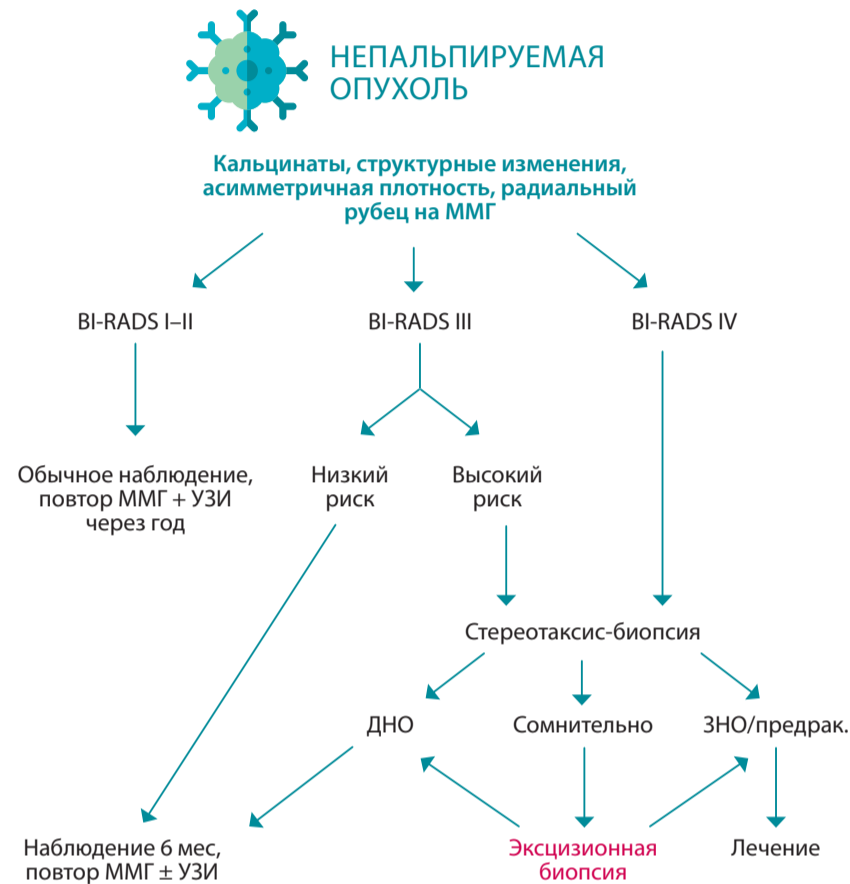 НЕПАЛЬПИРУЕМАЯ
ОПУХОЛЬ
Кальцинаты, структурные изменения,
асимметричная плотность, радиальный
рубец на ММГ
BI-RADS I–II
BI-RADS III
BI-RADS IV
Обычное наблюдение,
повтор ММГ + УЗИ
через год
Низкий
риск
Высокий
риск
Стереотаксис-биопсия
ДНО
Сомнительно
ЗНО/предрак.
Наблюдение 6 мес,
повтор ММГ ± УЗИ
Эксцизионная
биопсия
Лечение